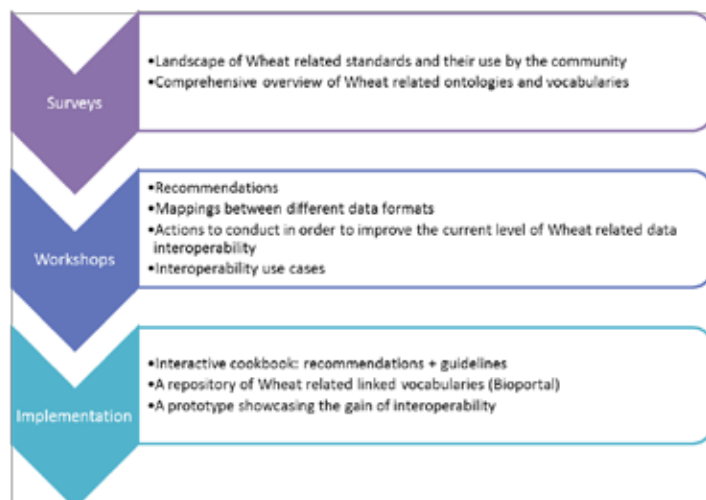 Surveys
•Landscape of Wheat related standards and their use by the community
•Comprehensive overview of Wheat related ontologies and vocabularies
Workshops
•Recommendations
•Mappings between different data formats
•Actions to conduct in order to improve the current level of Wheat related data
interoperability
•Interoperability use cases
Implementation
•Interactive cookbook: recommendations + guidelines
•A repository of Wheat related linked vocabularies (Bioportal)
•A prototype showcasing the gain of interoperability